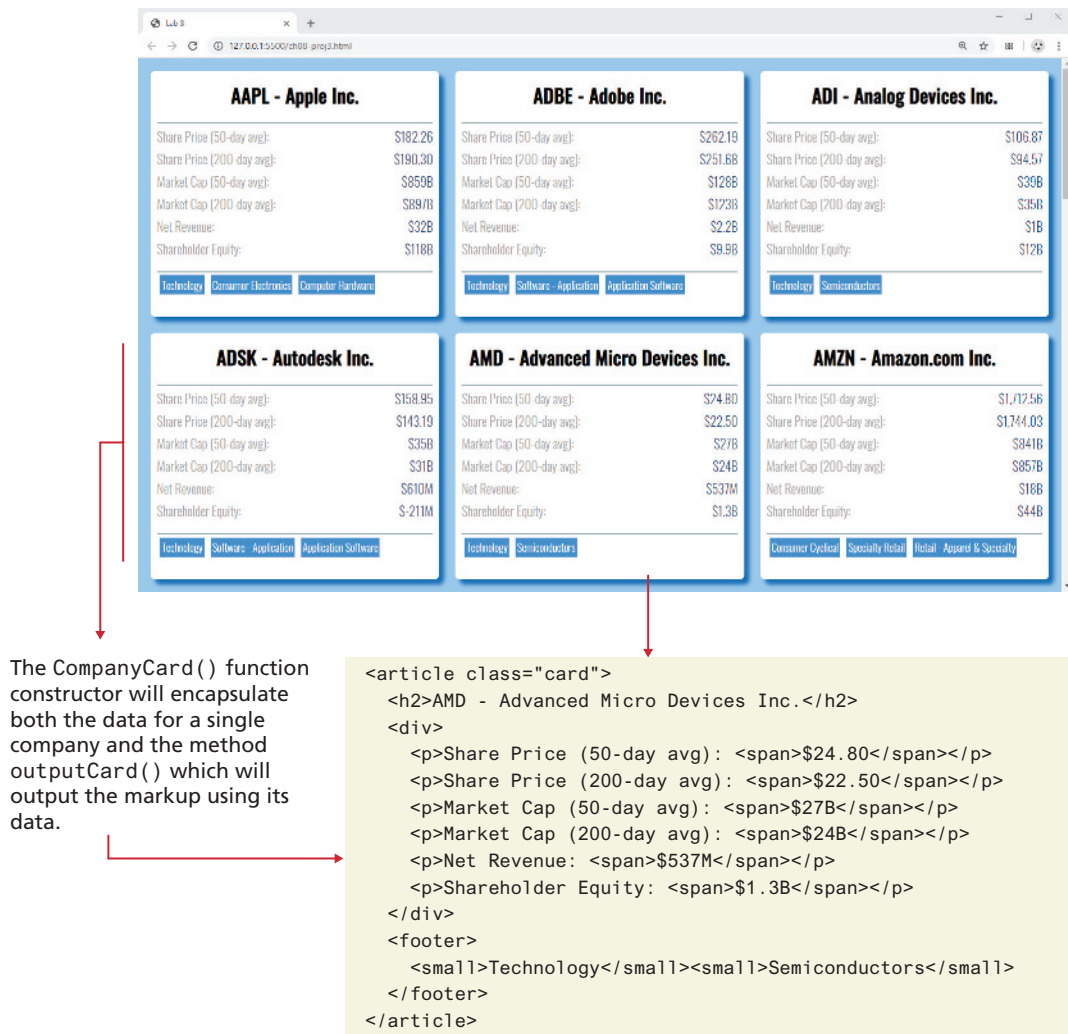 Lab 8
127.0.0.1:5500/ch08-proj3.html
AAPL - Apple Inc.
Share Price (50-day avg): $182.26
Share Price (200-day avg): $190.30
Market Cap (50-day avg): $859B
Market Cap (200-day avg): $897B
Net Revenue: $32B
Shareholder Equity: $118B
Technology Consumer Electronics Computer Hardware
ADBE - Adobe Inc.
Share Price (50-day avg): $262.19
Share Price (200-day avg): $251.68
Market Cap (50-day avg): $128B
Market Cap (200-day avg): $123B
Net Revenue: $2.2B
Shareholder Equity: $9.9B
Technology Software - Application Application Software
ADI - Analog Devices Inc.
Share Price (50-day avg): $106.87
Share Price (200-day avg): $94.57
Market Cap (50-day avg): $39B
Market Cap (200-day avg): $35B
Net Revenue: $1B
Shareholder Equity: $12B
Technology Semiconductors
ADSK - Autodesk Inc.
Share Price (50-day avg): $158.95
Share Price (200-day avg): $143.19
Market Cap (50-day avg): $35B
Market Cap (200-day avg): $31B
Net Revenue: $610M
Shareholder Equity: $-211M
Technology Software - Application Application Software
AMD - Advanced Micro Devices Inc.
Share Price (50-day avg): $24.80
Share Price (200-day avg): $22.50
Market Cap (50-day avg): $27B
Market Cap (200-day avg): $24B
Net Revenue: $537M
Shareholder Equity: $1.3B
Technology Semiconductors
AMZN - Amazon.com Inc.
Share Price (50-day avg): $1,712.56
Share Price (200-day avg): $1,744.03
Market Cap (50-day avg): $841B
Market Cap (200-day avg): $857B
Net Revenue: $18B
Shareholder Equity: $44B
Consumer Cyclical Specialty Retail Retail - Apparel & Specialty
The CompanyCard() function
constructor will encapsulate
both the data for a single
company and the method
outputCard() which will
output the markup using its
data.
<article class="card">
<h2>AMD - Advanced Micro Devices Inc.</h2>
<div>
<p>Share Price (50-day avg): <span>$24.80</span></p>
<p>Share Price (200-day avg): <span>$22.50</span></p>
<p>Market Cap (50-day avg): <span>$27B</span></p>
<p>Market Cap (200-day avg): <span>$24B</span></p>
<p>Net Revenue: <span>$537M</span></p>
<p>Shareholder Equity: <span>$1.3B</span></p>
</div>
<footer>
<small>Technology</small><small>Semiconductors</small>
</footer>
</article>